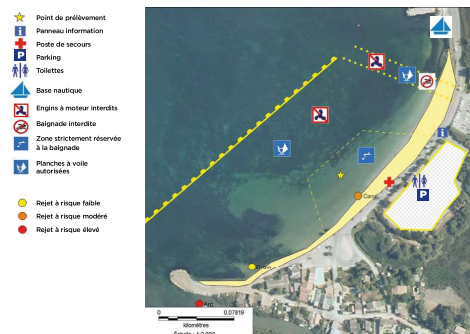 Point de prélèvement
i
Panneau information
Poste de secours
P
Parking
Toilettes
Base nautique
Engins à moteur interdits
Baignade interdite
Zone strictement réservée
à la baignade
Planches à voile
autorisées
Rejet à risque faible
Rejet à risque modéré
Rejet à risque élevé
i
Canal
P
Arc
0
0,07819
kilomètres